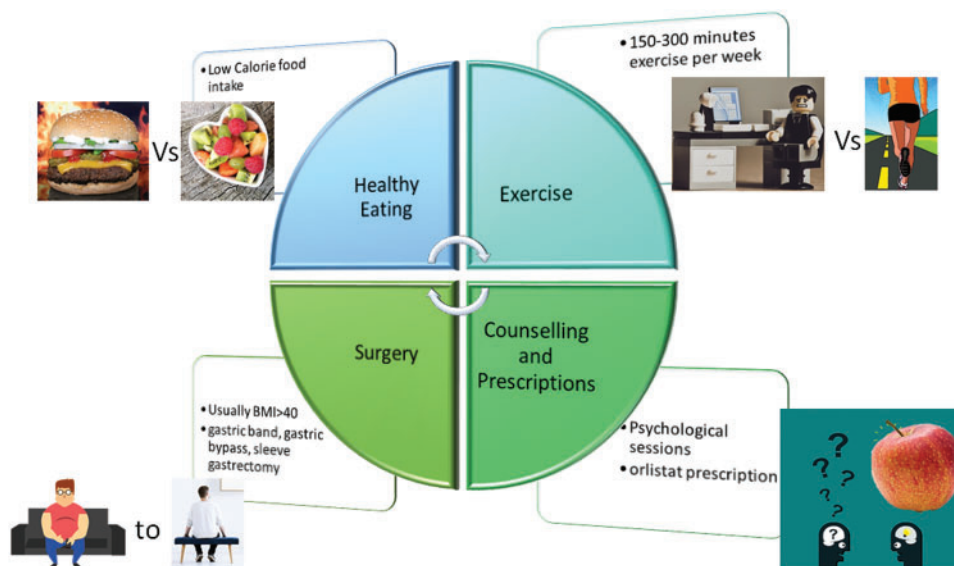 • Low Calorie food
intake
Vs
Healthy
Eating
• 150-300 minutes
exercise per week
Vs
Exercise
Surgery
• Usually BMI>40
• gastric band, gastric
bypass, sleeve
gastrectomy
to
Counselling
and
Prescriptions
• Psychological
sessions
• orlistat prescription
?
?
?
?
?
?
?